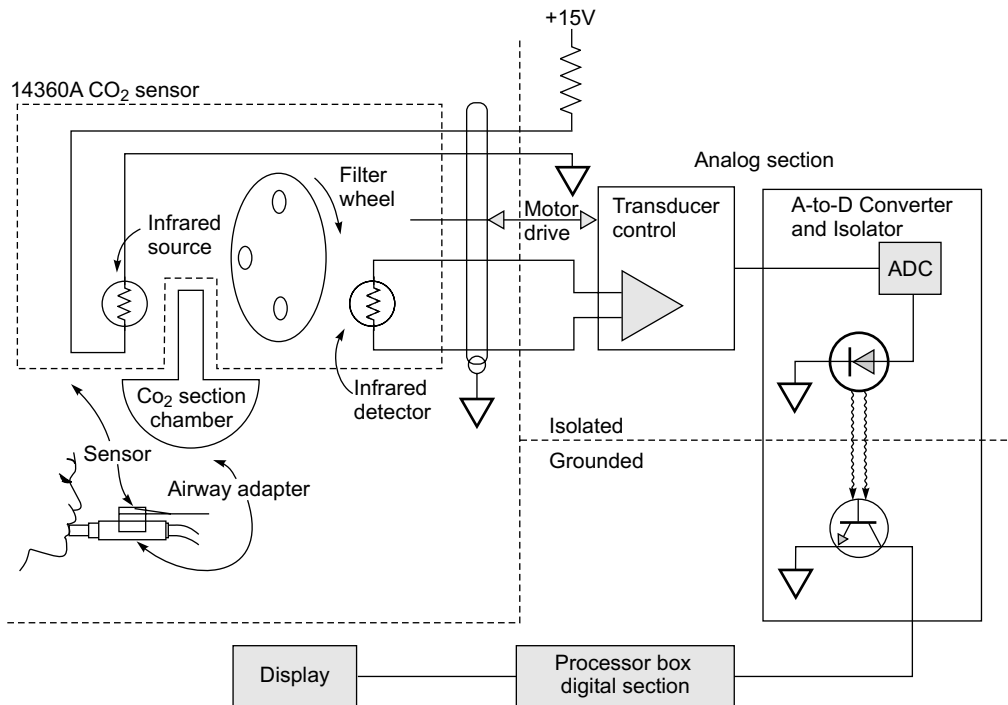 +15V
14360A CO₂ sensor
Analog section
Filter
wheel
Infrared
source
Motor
drive
Transducer
control
A-to-D Converter
and Isolator
ADC
Co₂ section
chamber
Infrared
detector
Isolated
Grounded
Sensor
Airway adapter
Display
Processor box
digital section